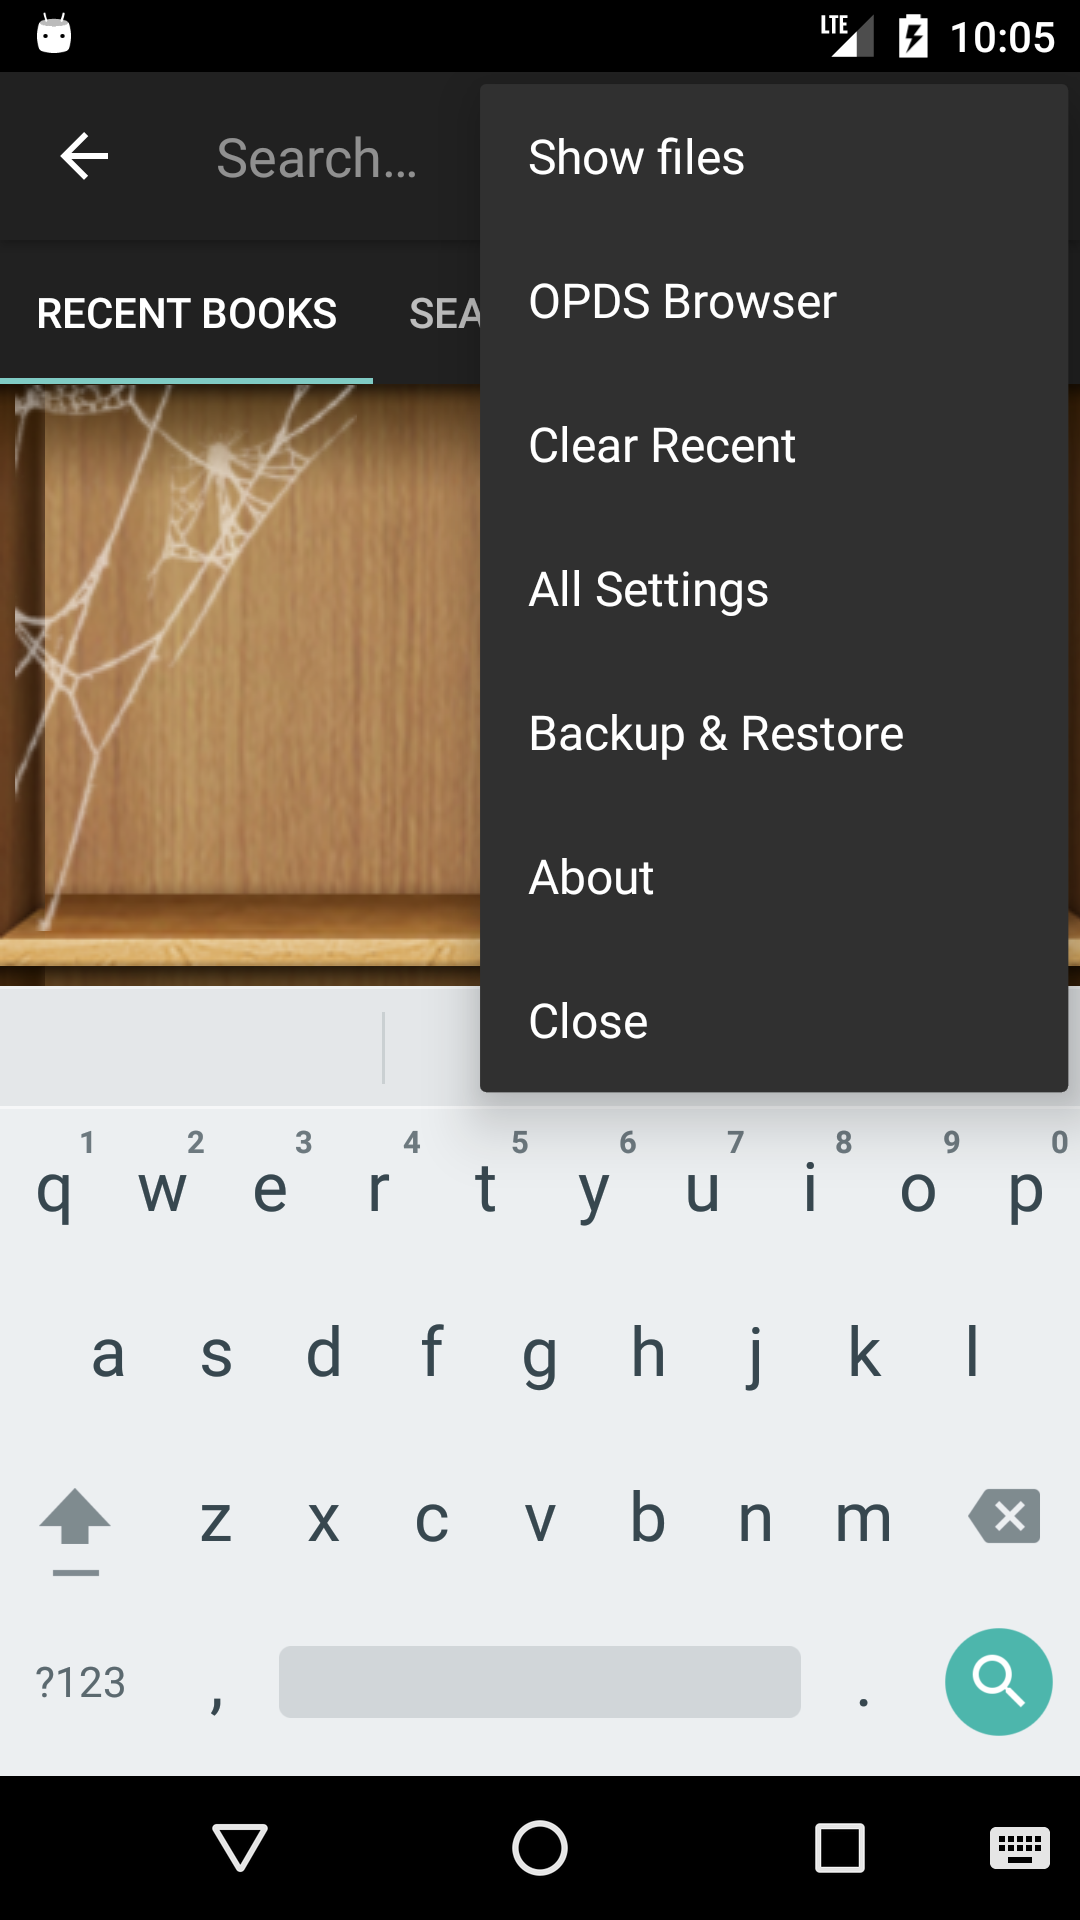 LTE 10:05
Search...
Show files
OPDS Browser
RECENT BOOKS
Clear Recent
All Settings
Backup & Restore
About
Close
1 2 3 4 5 6 7 8 9 0
q w e r t y u i o p
a s d f g h j k l
z x c v b n m
?123 , .